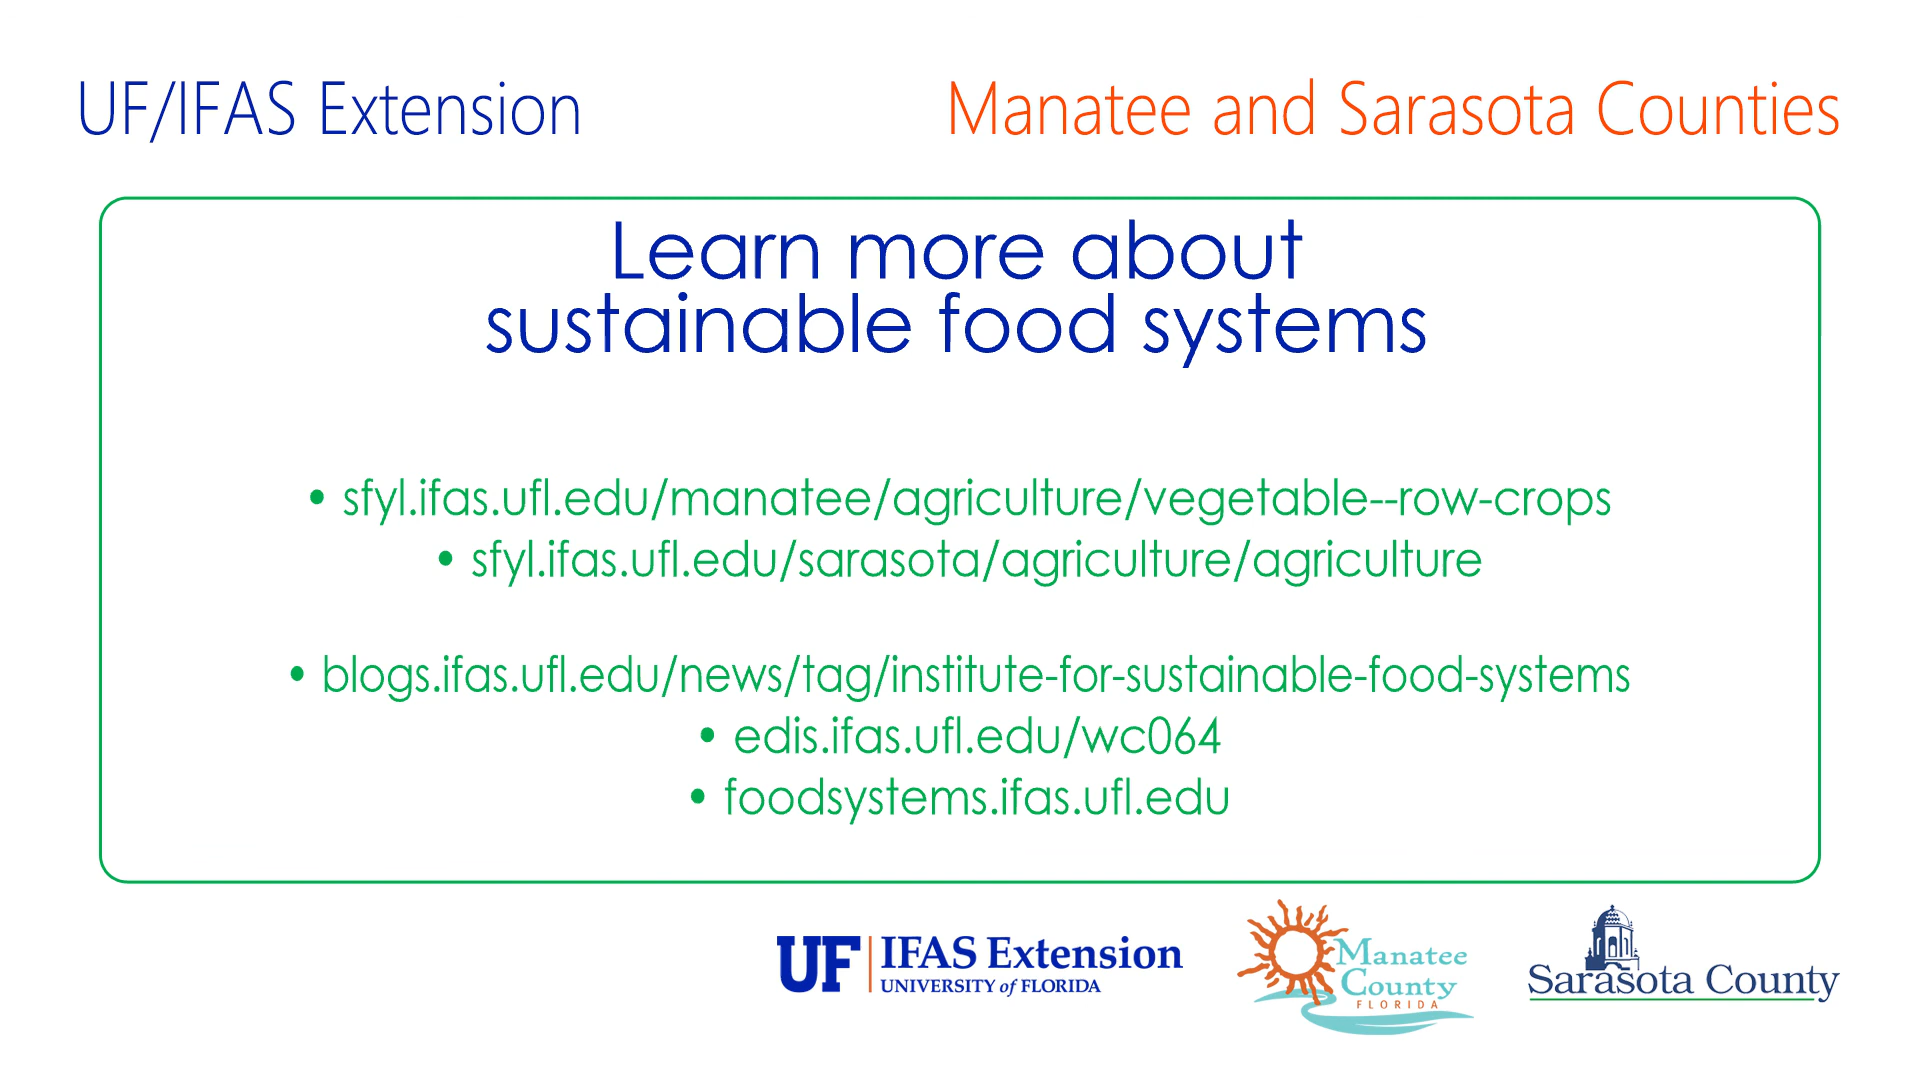 UF/IFAS Extension
Manatee and Sarasota Counties
Learn more about
sustainable food systems
• sfyl.ifas.ufl.edu/manatee/agriculture/vegetable--row-crops
• sfyl.ifas.ufl.edu/sarasota/agriculture/agriculture
• blogs.ifas.ufl.edu/news/tag/institute-for-sustainable-food-systems
• edis.ifas.ufl.edu/wc064
• foodsystems.ifas.ufl.edu
UF IFAS Extension
UNIVERSITY of FLORIDA
Manatee
County
FLORIDA
Sarasota County